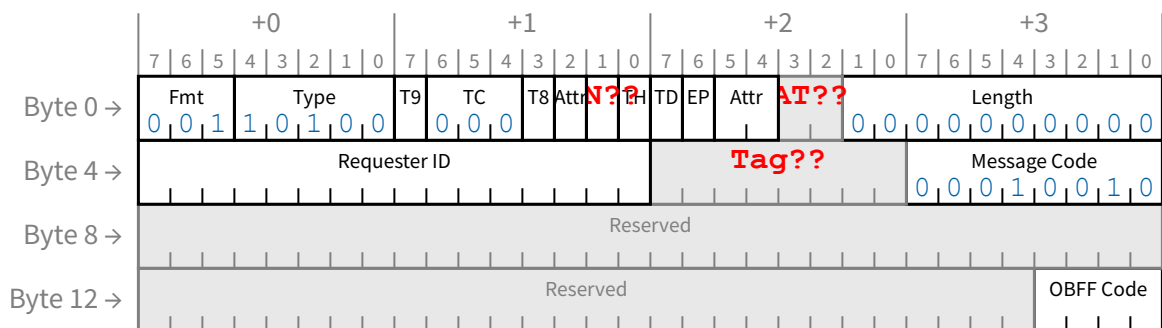 +0 +1 +2 +3
7 6 5 4 3 2 1 0 7 6 5 4 3 2 1 0 7 6 5 4 3 2 1 0 7 6 5 4 3 2 1 0
Byte 0 → Fmt Type T9 TC T8 Attr N?? TH TD EP Attr AT?? Length
0 0 1 1 0 1 0 0 0 0 0 0 0 0 0 0 0 0 0 0 0 0
Byte 4 → Requester ID Tag?? Message Code
0 0 0 1 0 0 1 0
Byte 8 → Reserved
Byte 12 → Reserved OBFF Code